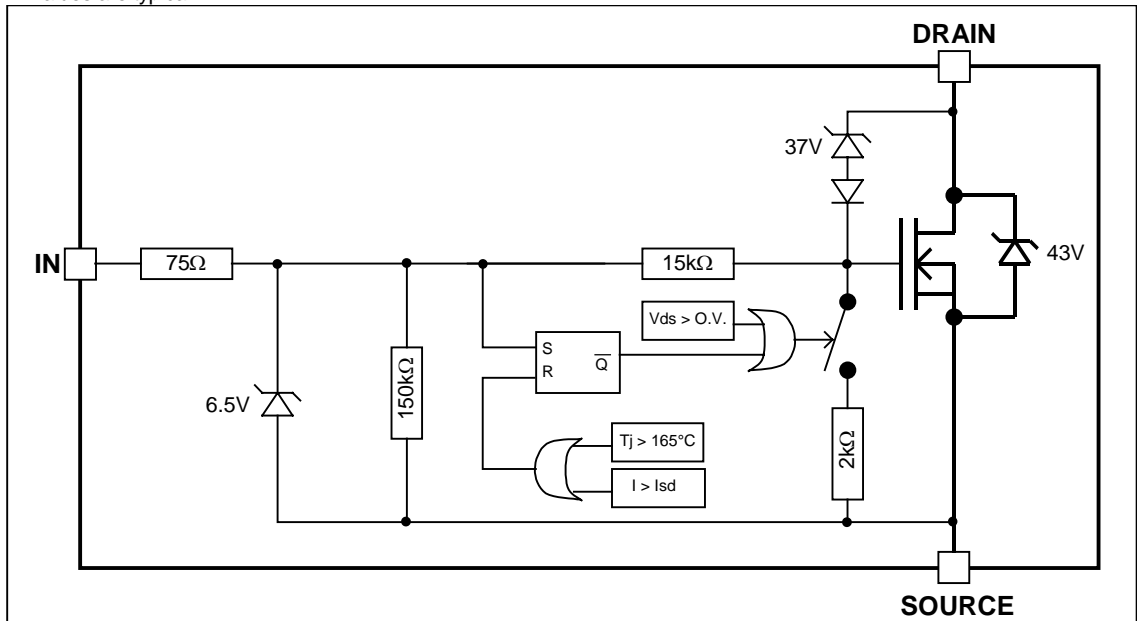 DRAIN
37V
IN
75Ω
15kΩ
43V
Vds > O.V.
S
R
Q
150kΩ
6.5V
Tj > 165°C
I > Isd
2kΩ
SOURCE